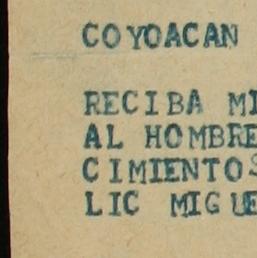 COYOACAN
RECIBA MI
AL HOMBRE
CIMIENTOS
LIC MIGUE